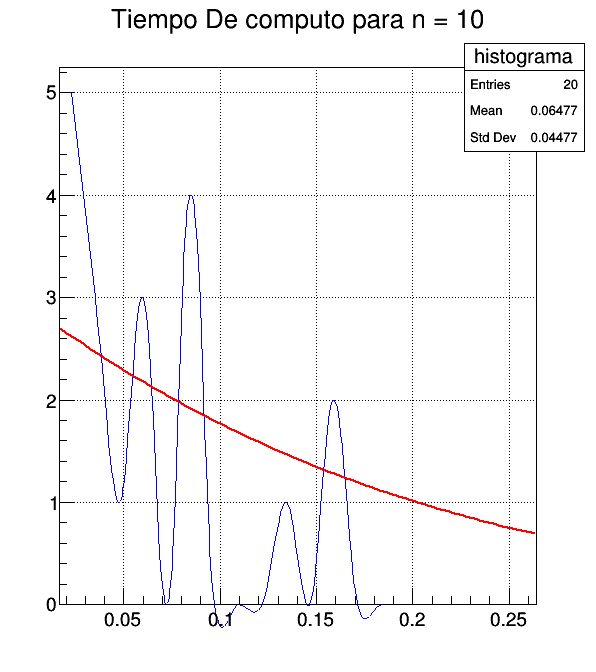 Tiempo De computo para n = 10
histograma
Entries 20
Mean 0.06477
Std Dev 0.04477
5
4
3
2
1
0
0.05 0.1 0.15 0.2 0.25